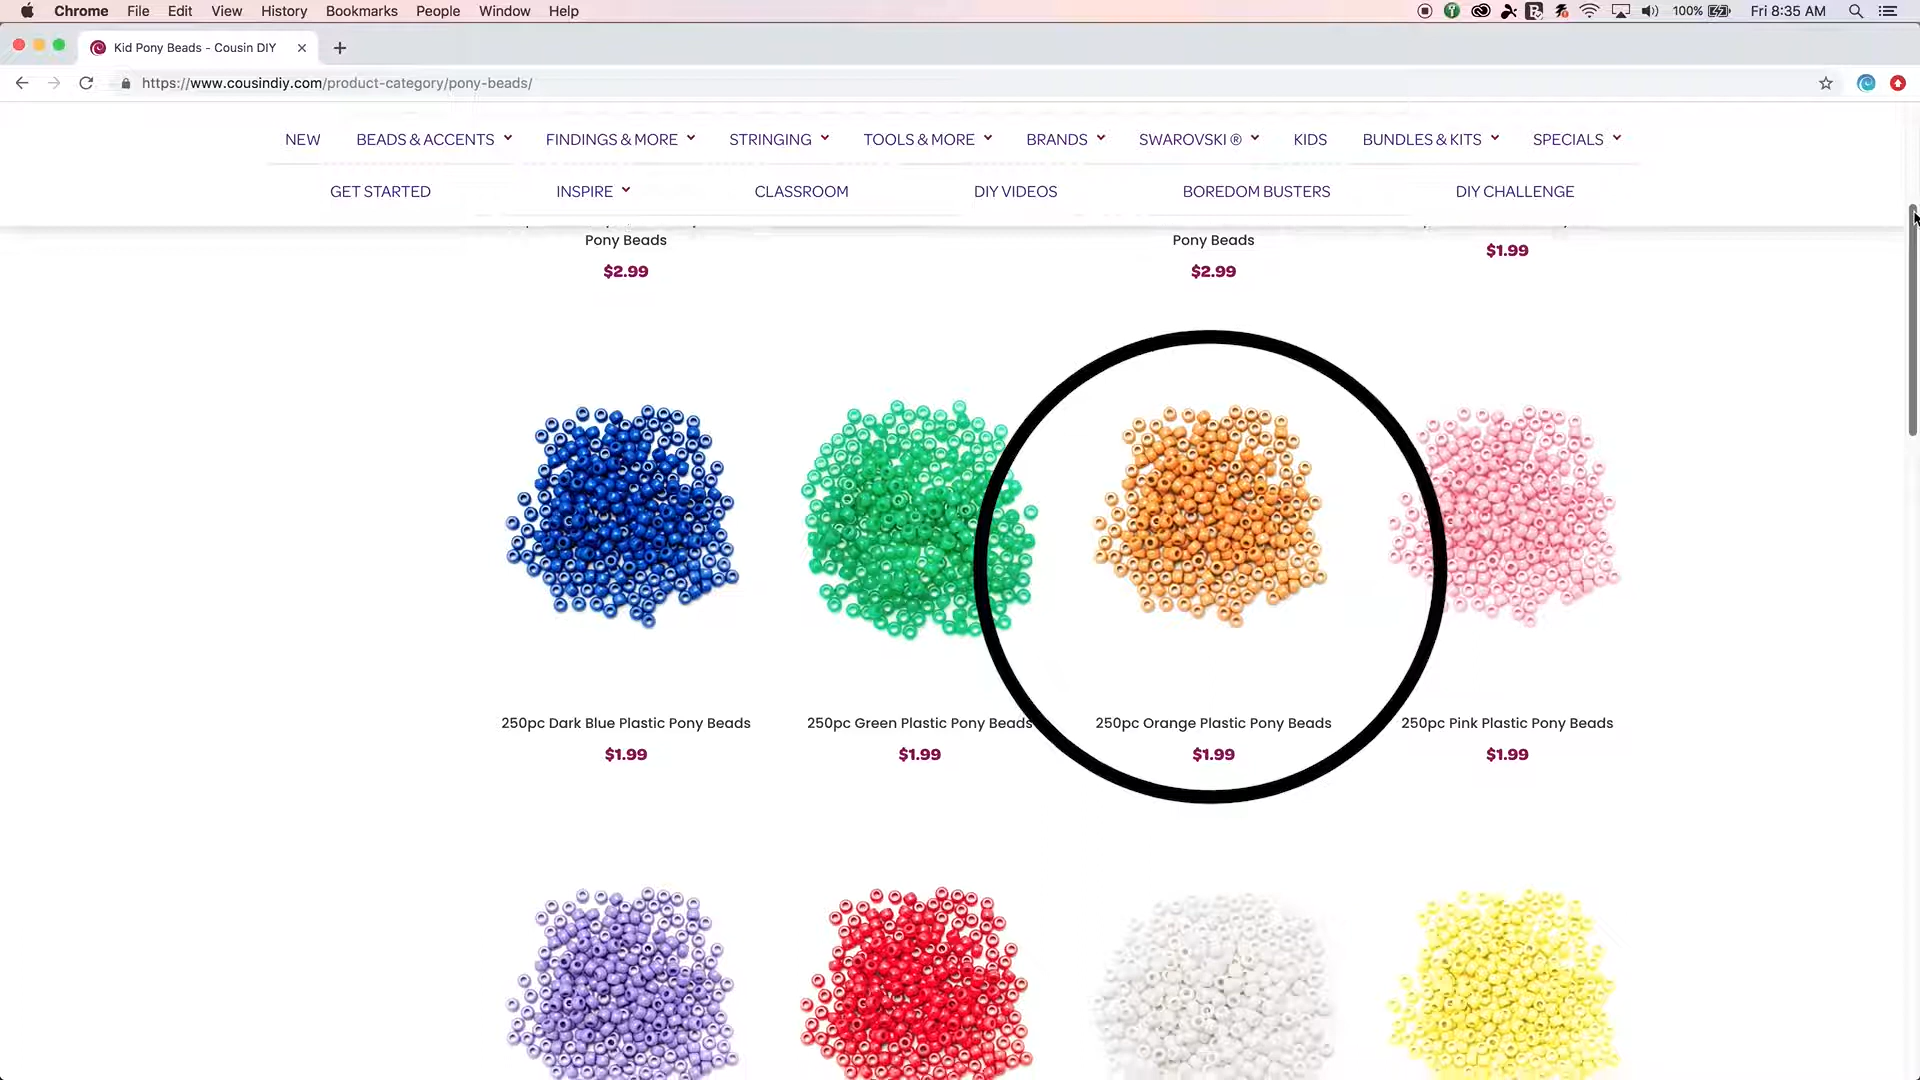 Chrome File Edit View History Bookmarks People Window Help 100% Fri 8:35 AM
Kid Pony Beads - Cousin DIY
https://www.cousindiy.com/product-category/pony-beads/
NEW BEADS & ACCENTS FINDINGS & MORE STRINGING TOOLS & MORE BRANDS SWAROVSKI ® KIDS BUNDLES & KITS SPECIALS
GET STARTED INSPIRE CLASSROOM DIY VIDEOS BOREDOM BUSTERS DIY CHALLENGE
Pony Beads
$2.99
Pony Beads
$2.99
$1.99
250pc Dark Blue Plastic Pony Beads
$1.99
250pc Green Plastic Pony Beads
$1.99
250pc Orange Plastic Pony Beads
$1.99
250pc Pink Plastic Pony Beads
$1.99